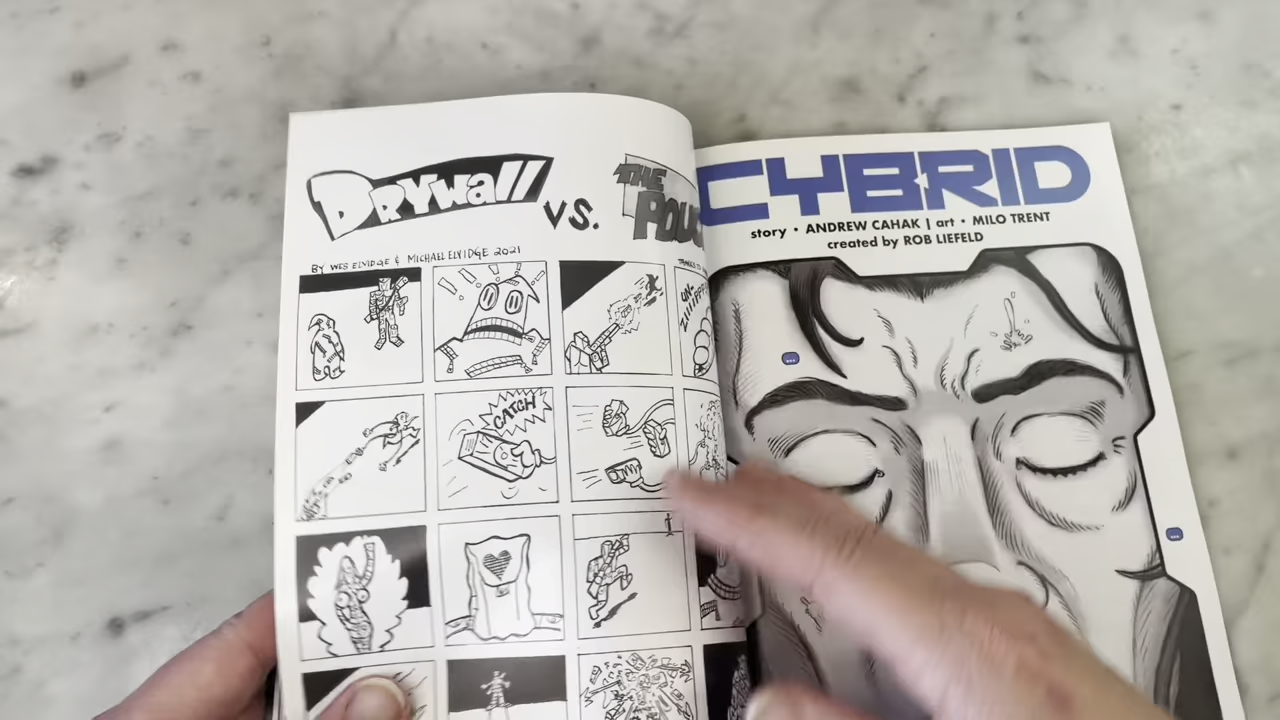 DRYwall
VS.
THE
BY WES ELVIDGE & MICHAEL ELVIDGE 2021
CATCH
CYBRID
story • ANDREW CAHAK | art • MILO TRENT
created by ROB LIEFELD
...
...